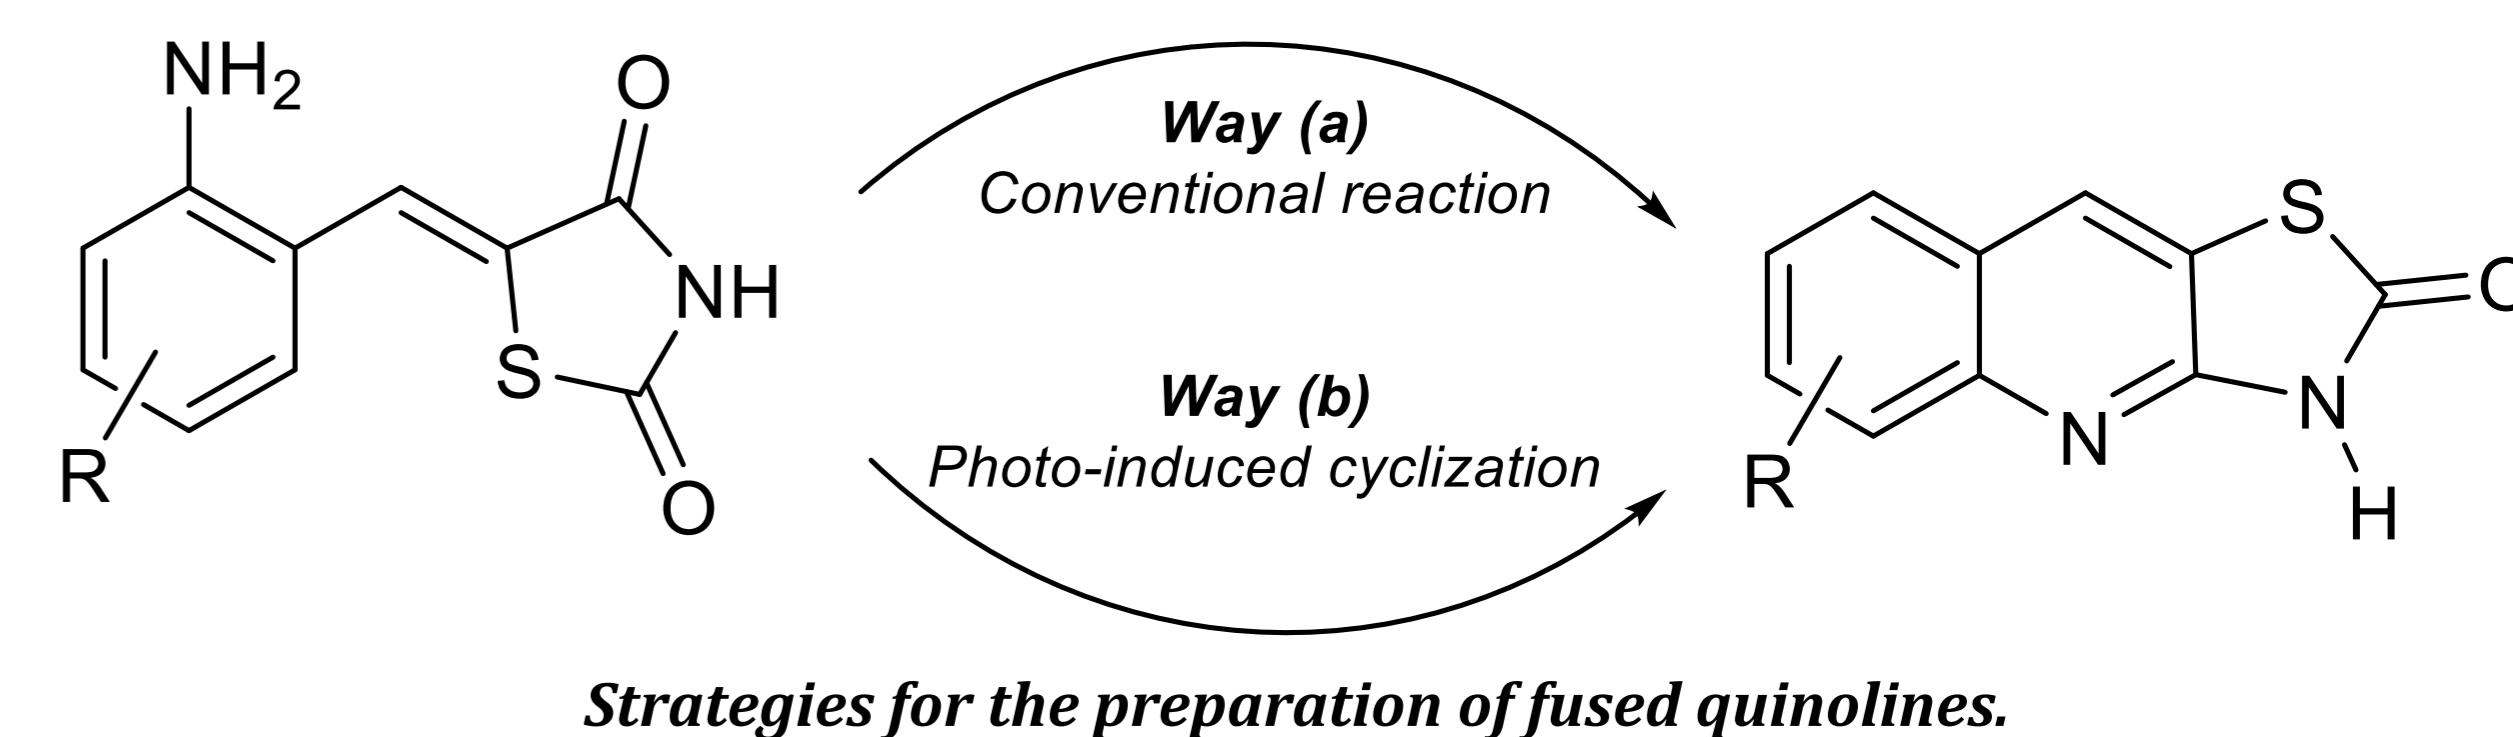 NH2
O
NH
S
O
R
Way (a)
Conventional reaction
Way (b)
Photo-induced cyclization
S
O
N
N
H
R
Strategies for the preparation of fused quinolines.